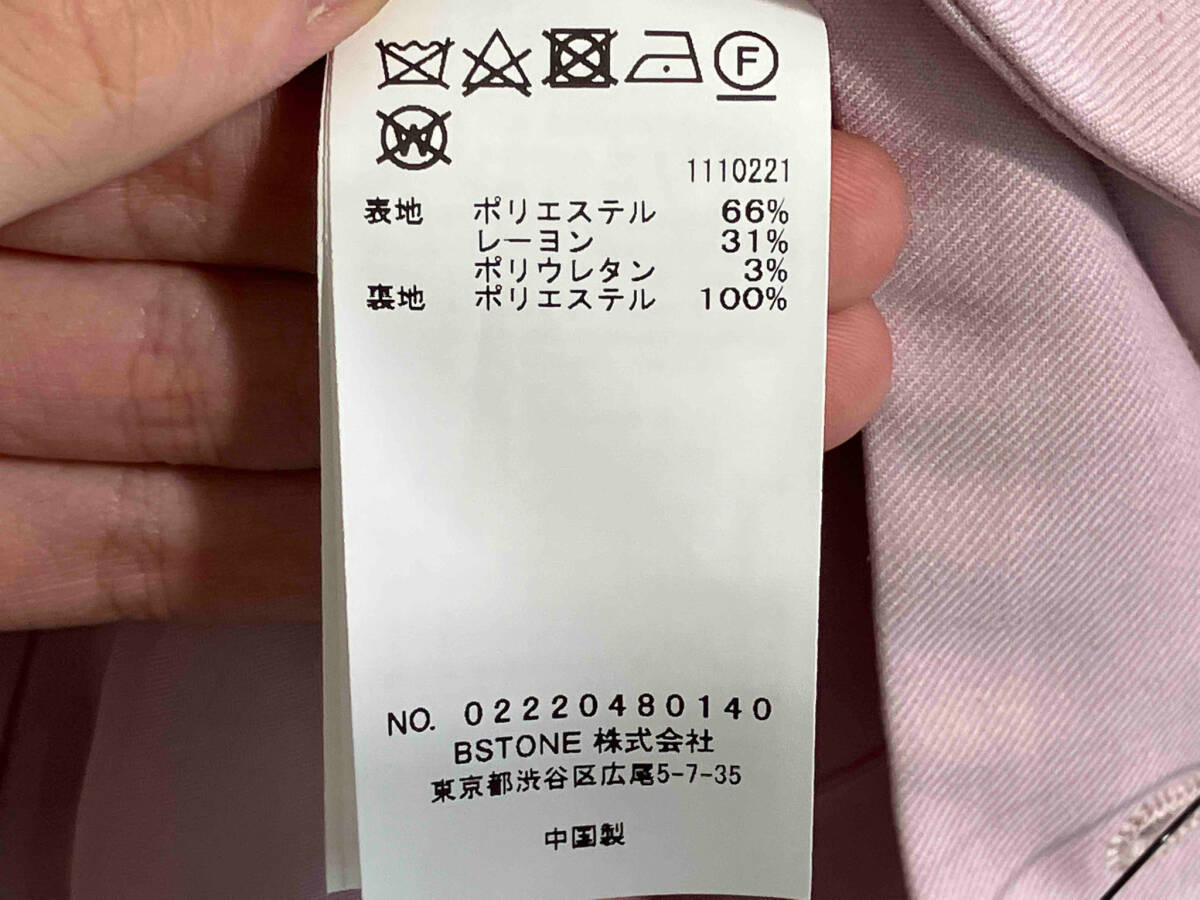 F
W
1110221
表地 ポリエステル 66%
レーヨン 31%
ポリウレタン 3%
裏地 ポリエステル 100%
NO. 02220480140
BSTONE 株式会社
東京都渋谷区広尾5-7-35
中国製